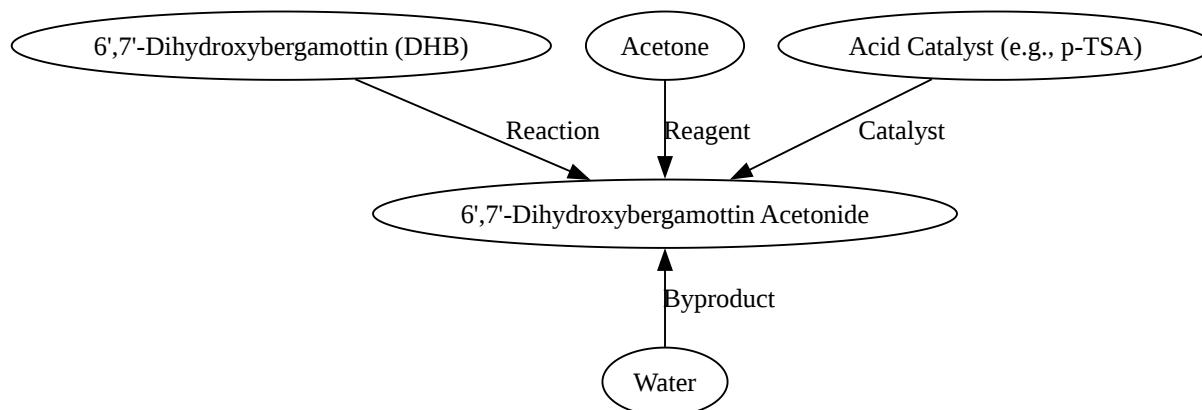 6',7'-Dihydroxybergamottin (DHB)
Acetone
Acid Catalyst (e.g., p-TSA)
Reaction
Reagent
Catalyst
6',7'-Dihydroxybergamottin Acetonide
Byproduct
Water